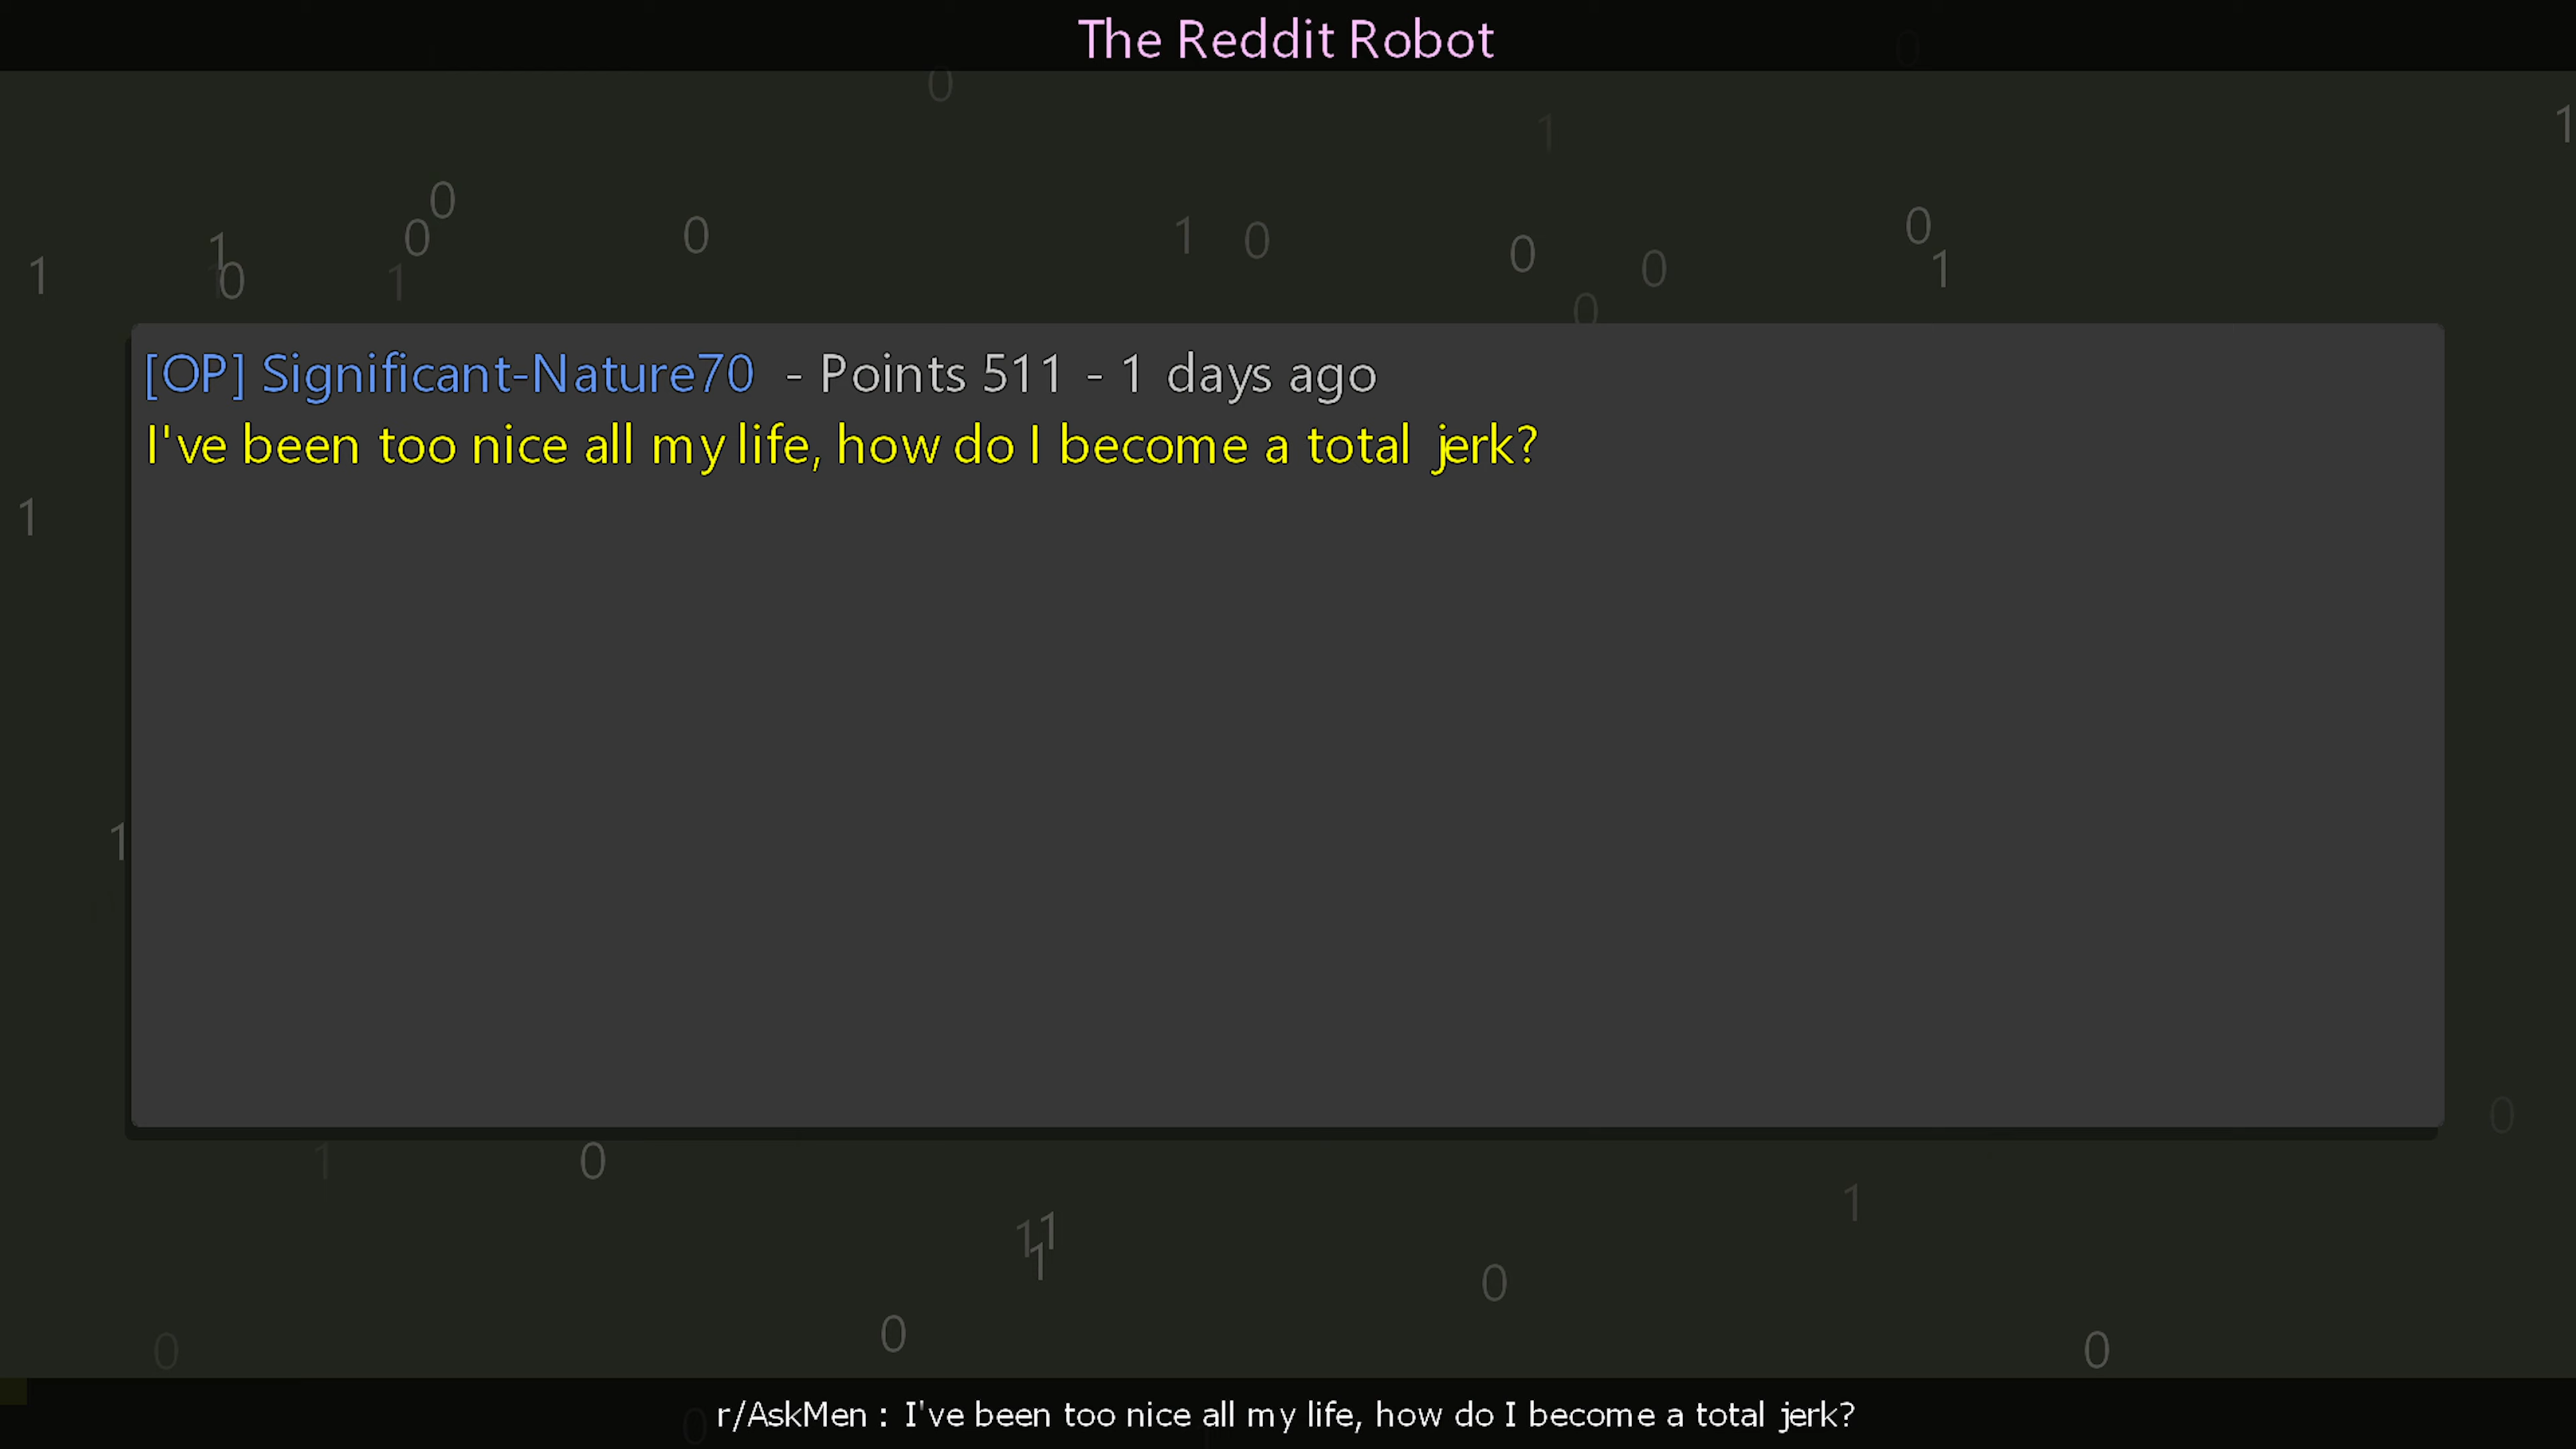 The Reddit Robot
[OP] Significant-Nature70 - Points 511 - 1 days ago
I've been too nice all my life, how do I become a total jerk?
r/AskMen : I've been too nice all my life, how do I become a total jerk?